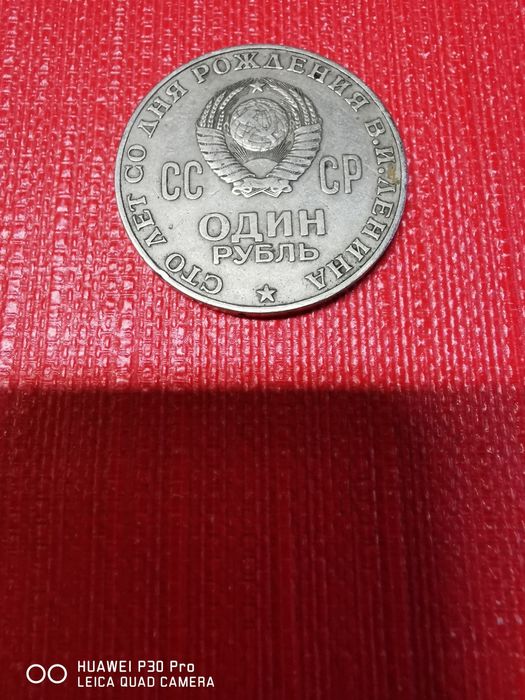 СТО ЛЕТ СО ДНЯ РОЖДЕНИЯ В.И.ЛЕНИНА
СС СР
ОДИН
РУБЛЬ
HUAWEI P30 Pro
LEICA QUAD CAMERA